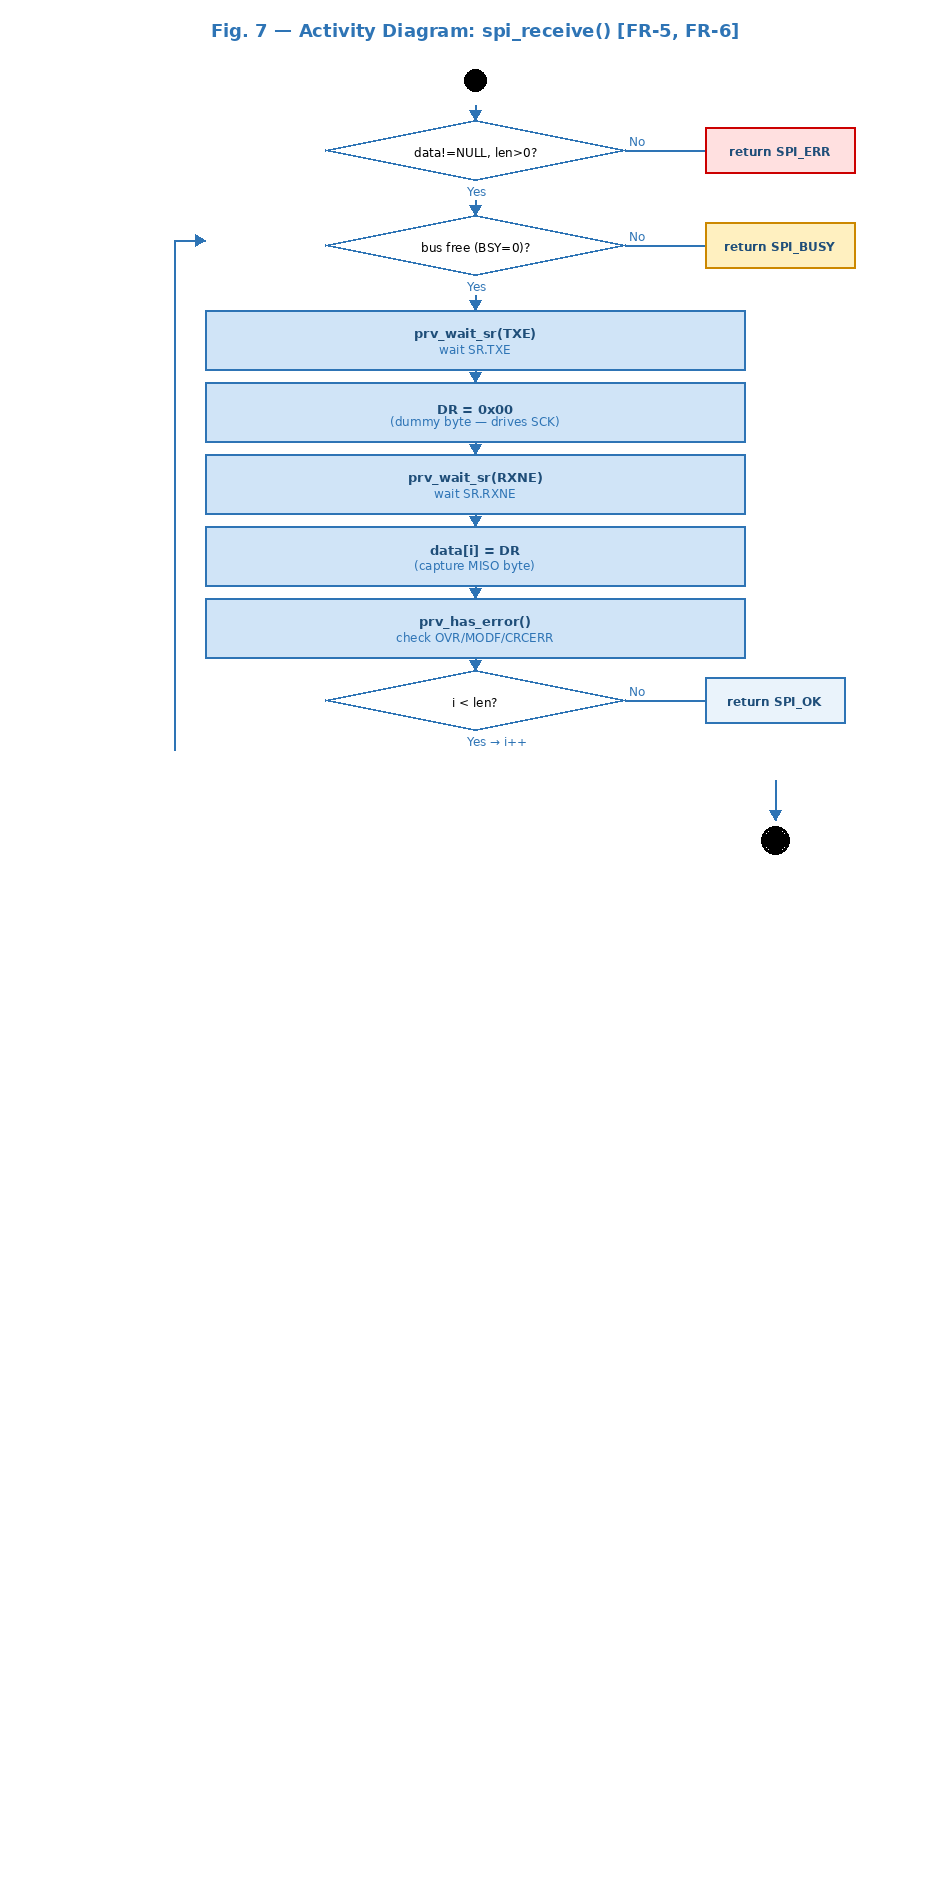 Fig. 7 — Activity Diagram: spi_receive() [FR-5, FR-6]
data!=NULL, len>0?
No
return SPI_ERR
Yes
bus free (BSY=0)?
No
return SPI_BUSY
Yes
prv_wait_sr(TXE)
wait SR.TXE
DR = 0x00
(dummy byte — drives SCK)
prv_wait_sr(RXNE)
wait SR.RXNE
data[i] = DR
(capture MISO byte)
prv_has_error()
check OVR/MODF/CRCERR
i < len?
No
return SPI_OK
Yes → i++